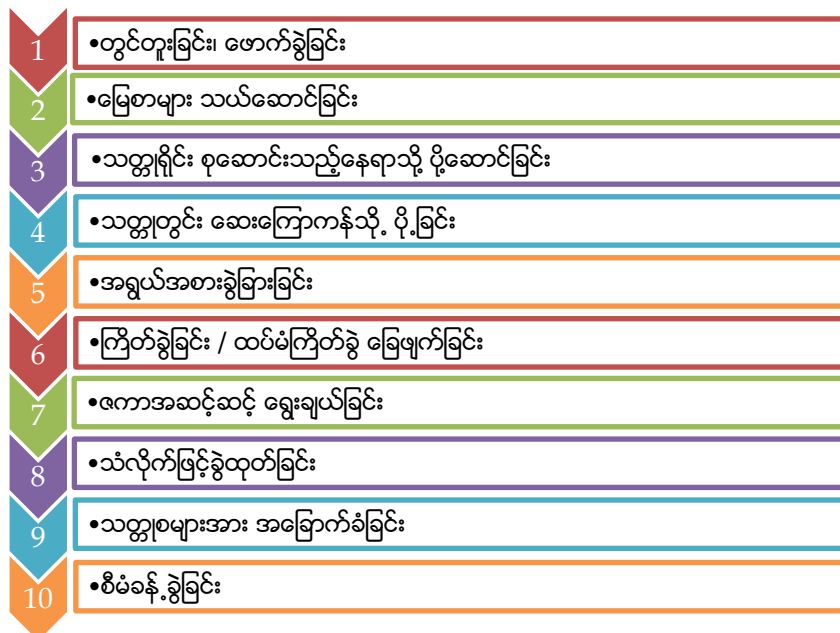 1 •တွင်တူးခြင်း၊ ဖောက်ခွဲခြင်း
2 •မြေစာများ သယ်ဆောင်ခြင်း
3 •သတ္တုရိုင်း စုဆောင်းသည့်နေရာသို့ ပို့ဆောင်ခြင်း
4 •သတ္တုတွင်း ဆေးကြောကန်သို့ ပို့ခြင်း
5 •အရွယ်အစားခွဲခြားခြင်း
6 •ကြိတ်ခွဲခြင်း / ထပ်မံကြိတ်ခွဲ ခြေဖျက်ခြင်း
7 •ဇကာအဆင့်ဆင့် ရွေးချယ်ခြင်း
8 •သံလိုက်ဖြင့်ခွဲထုတ်ခြင်း
9 •သတ္တုစများအား အခြောက်ခံခြင်း
10 •စီမံခန့်ခွဲခြင်း